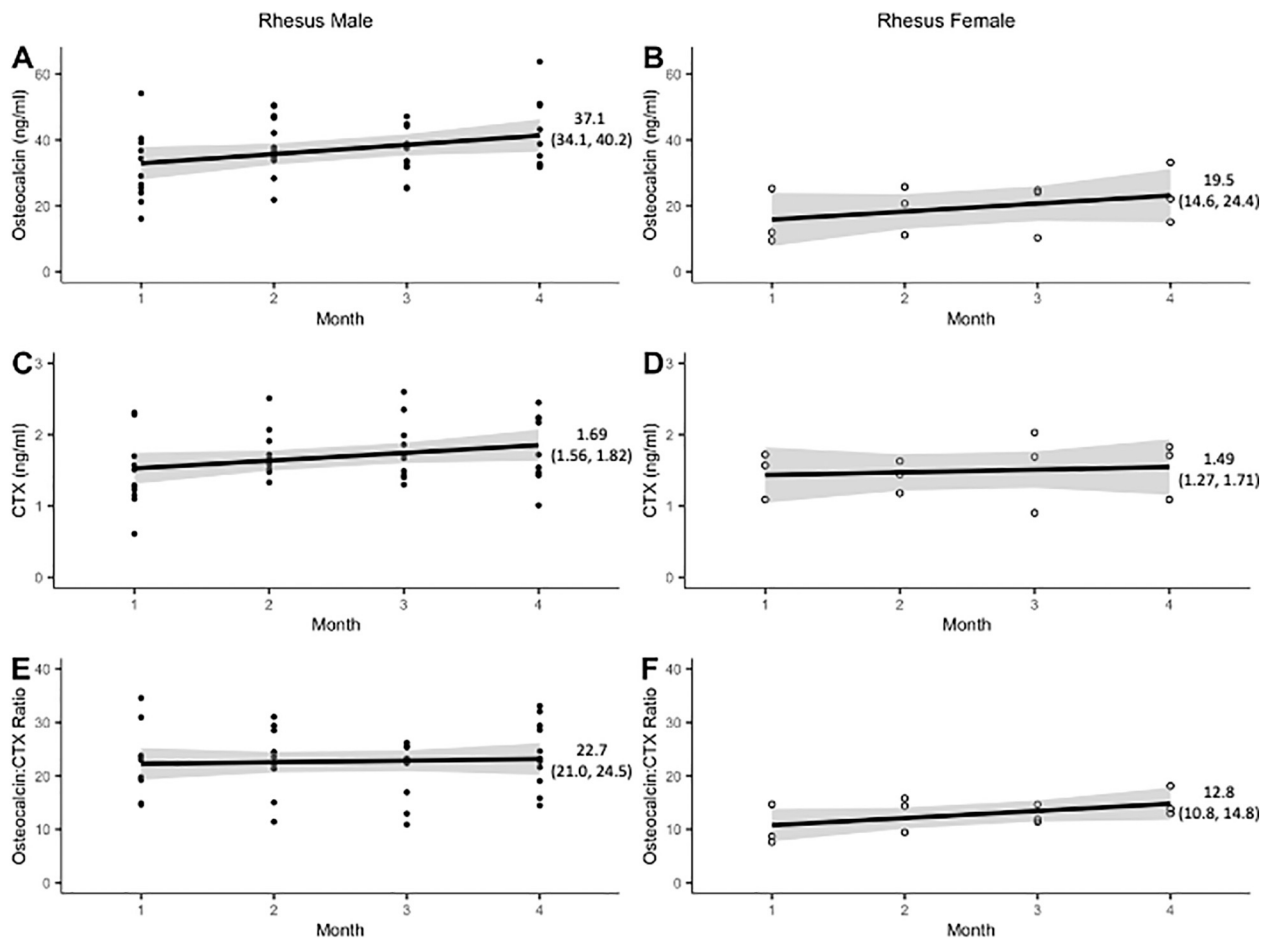 Rhesus Male
Rhesus Female
A
Osteocalcin (ng/ml)
60
40
20
0
37.1
(34.1, 40.2)
1 2 3 4
Month
B
Osteocalcin (ng/ml)
60
40
20
0
19.5
(14.6, 24.4)
1 2 3 4
Month
C
CTX (ng/ml)
3
2
1
0
1.69
(1.56, 1.82)
1 2 3 4
Month
D
CTX (ng/ml)
3
2
1
0
1.49
(1.27, 1.71)
1 2 3 4
Month
E
Osteocalcin:CTX Ratio
40
30
20
10
0
22.7
(21.0, 24.5)
1 2 3 4
Month
F
Osteocalcin:CTX Ratio
40
30
20
10
0
12.8
(10.8, 14.8)
1 2 3 4
Month